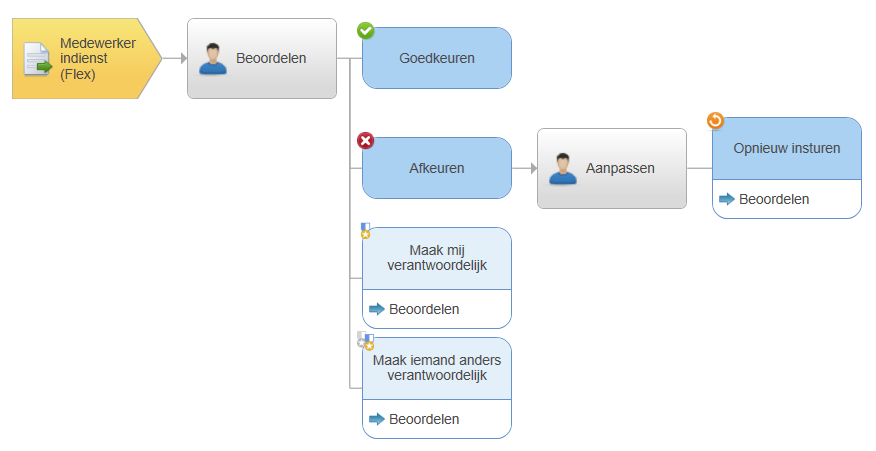 Medewerker
indienst
(Flex)
Beoordelen
Goedkeuren
Afkeuren
Aanpassen
Opnieuw insturen
Beoordelen
Maak mij
verantwoordelijk
Beoordelen
Maak iemand anders
verantwoordelijk
Beoordelen